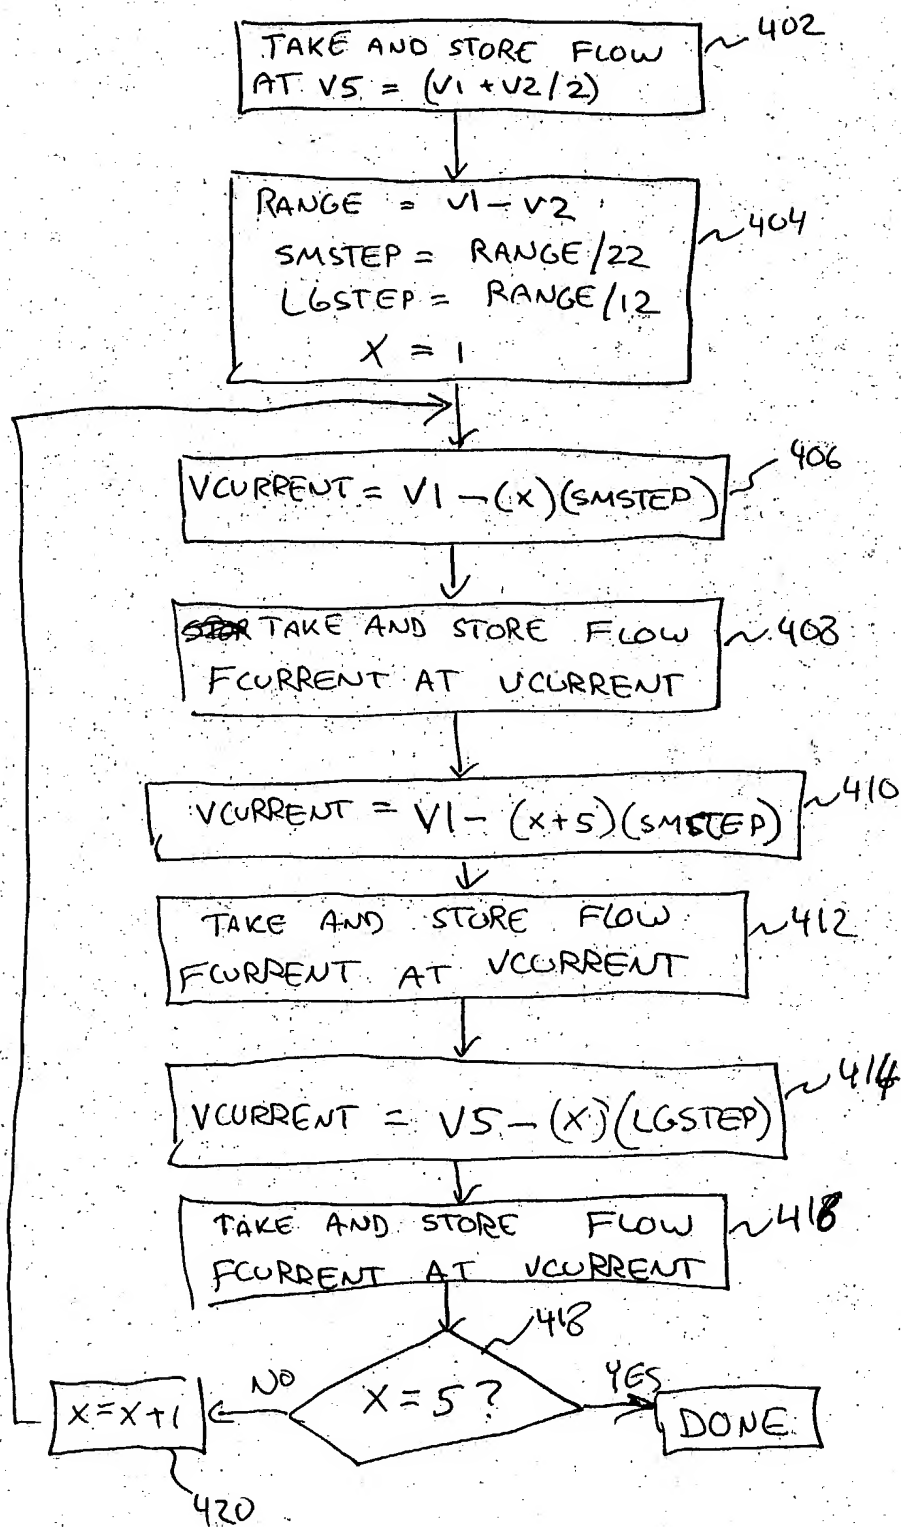 TAKE AND STORE FLOW
AT V5 = (V1 + V2/2)
402
RANGE = V1 - V2
SMSTEP = RANGE/22
LGSTEP = RANGE/12
X = 1
404
VCURRENT = V1 - (X)(SMSTEP)
406
TAKE AND STORE FLOW
FCURRENT AT VCURRENT
408
VCURRENT = V1 - (X+5)(SMSTEP)
410
TAKE AND STORE FLOW
FCURRENT AT VCURRENT
412
VCURRENT = V5 - (X)(LGSTEP)
414
TAKE AND STORE FLOW
FCURRENT AT VCURRENT
418
X = 5?
NO
YES
X = X+1
DONE
420